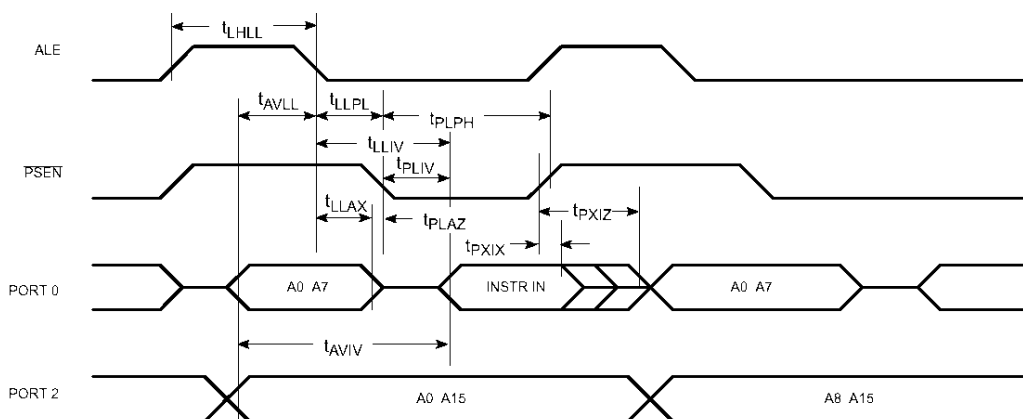 tLHLL
ALE
tAVLL tLLPL tPLPH
tLLIV
PSEN
tPLIV
tLLAX tPLAZ tPXIZ
tPXIX
PORT 0 A0 A7 INSTR IN A0 A7
tAVIV
PORT 2 A0 A15 A8 A15